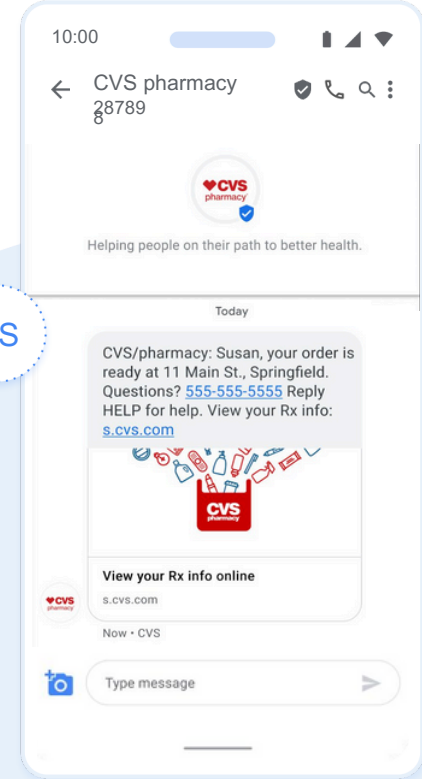 10:00
CVS pharmacy
28789
8
CVS
pharmacy
Helping people on their path to better health.
S
Today
CVS/pharmacy: Susan, your order is
ready at 11 Main St., Springfield.
Questions? 555-555-5555 Reply
HELP for help. View your Rx info:
s.cvs.com
CVS
pharmacy
View your Rx info online
s.cvs.com
CVS
pharmacy
Now • CVS
Type message